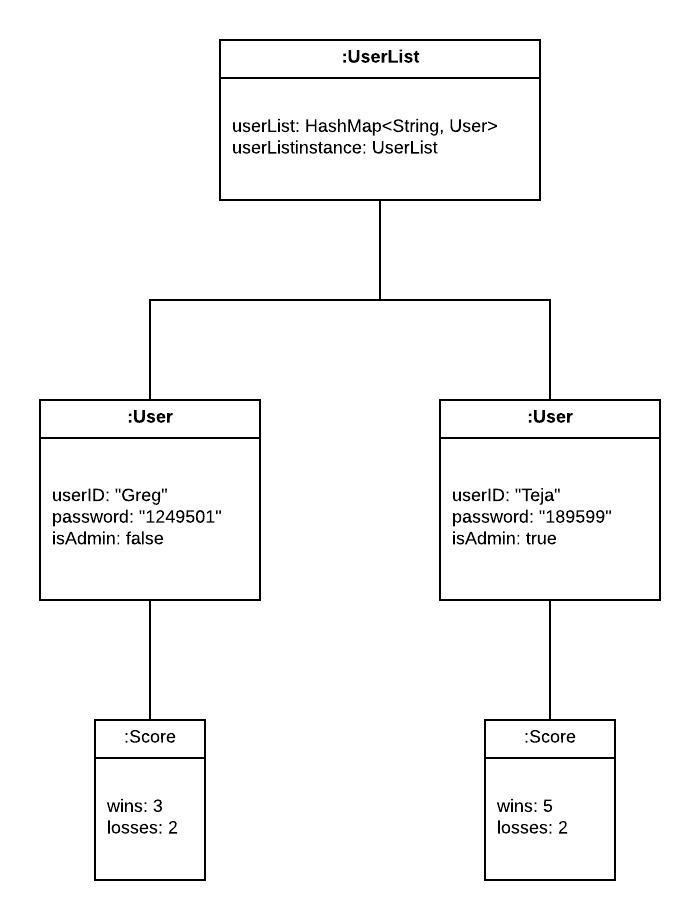 :UserList
userList: HashMap<String, User>
userListinstance: UserList
:User
userID: "Greg"
password: "1249501"
isAdmin: false
:User
userID: "Teja"
password: "189599"
isAdmin: true
:Score
wins: 3
losses: 2
:Score
wins: 5
losses: 2